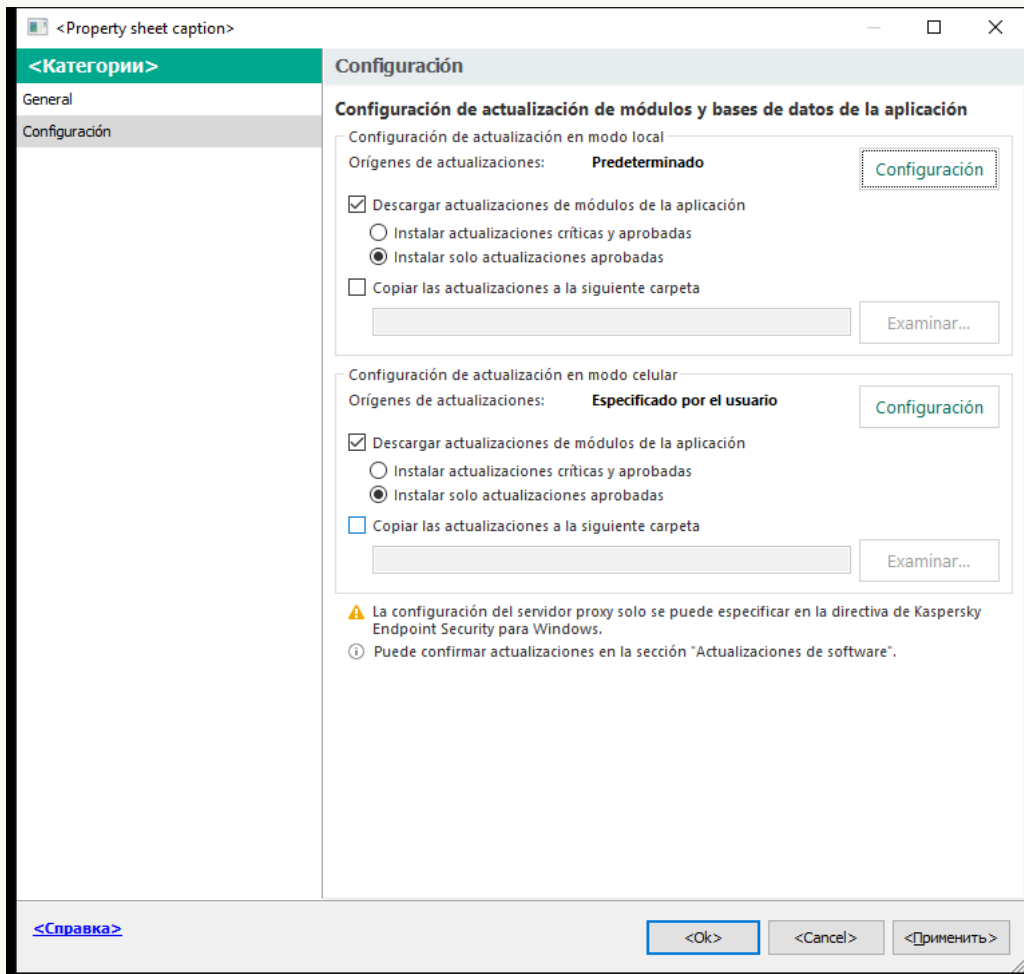 <Property sheet caption>
<Категории>
General
Configuración
Configuración
Configuración de actualización de módulos y bases de datos de la aplicación
Configuración de actualización en modo local
Orígenes de actualizaciones: Predeterminado
Configuración
Descargar actualizaciones de módulos de la aplicación
Instalar actualizaciones críticas y aprobadas
Instalar solo actualizaciones aprobadas
Copiar las actualizaciones a la siguiente carpeta
Examinar...
Configuración de actualización en modo celular
Orígenes de actualizaciones: Especificado por el usuario
Configuración
Descargar actualizaciones de módulos de la aplicación
Instalar actualizaciones críticas y aprobadas
Instalar solo actualizaciones aprobadas
Copiar las actualizaciones a la siguiente carpeta
Examinar...
La configuración del servidor proxy solo se puede especificar en la directiva de Kaspersky
Endpoint Security para Windows.
Puede confirmar actualizaciones en la sección "Actualizaciones de software".
<Справка>
<Ok> <Cancel> <Применить>